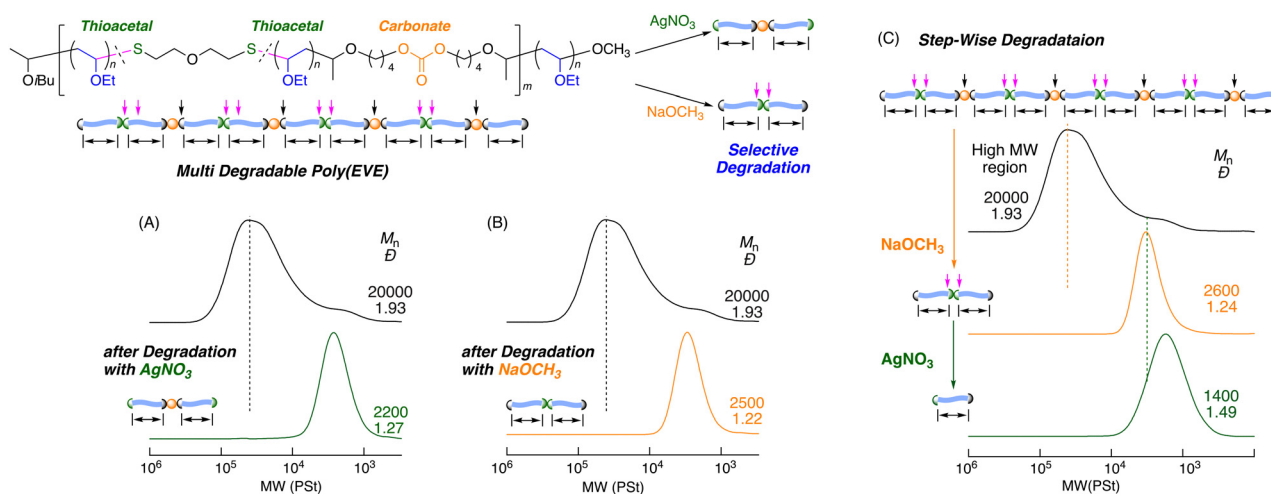 Thioacetal
Thioacetal
Carbonate
OiBu
n
OEt
S
O
S
n
OEt
O
4
O
O
O
4
O
m
n
OEt
OCH3
AgNO3
NaOCH3
Multi Degradable Poly(EVE)
Selective
Degradation
(A)
Mn
Đ
20000
1.93
after Degradation
with AgNO3
2200
1.27
10^6
10^5
10^4
10^3
MW (PSt)
(B)
Mn
Đ
20000
1.93
after Degradation
with NaOCH3
2500
1.22
10^6
10^5
10^4
10^3
MW (PSt)
(C)
Step-Wise Degradataion
High MW
region
20000
1.93
Mn
Đ
NaOCH3
2600
1.24
AgNO3
1400
1.49
10^6
10^5
10^4
10^3
MW(PSt)